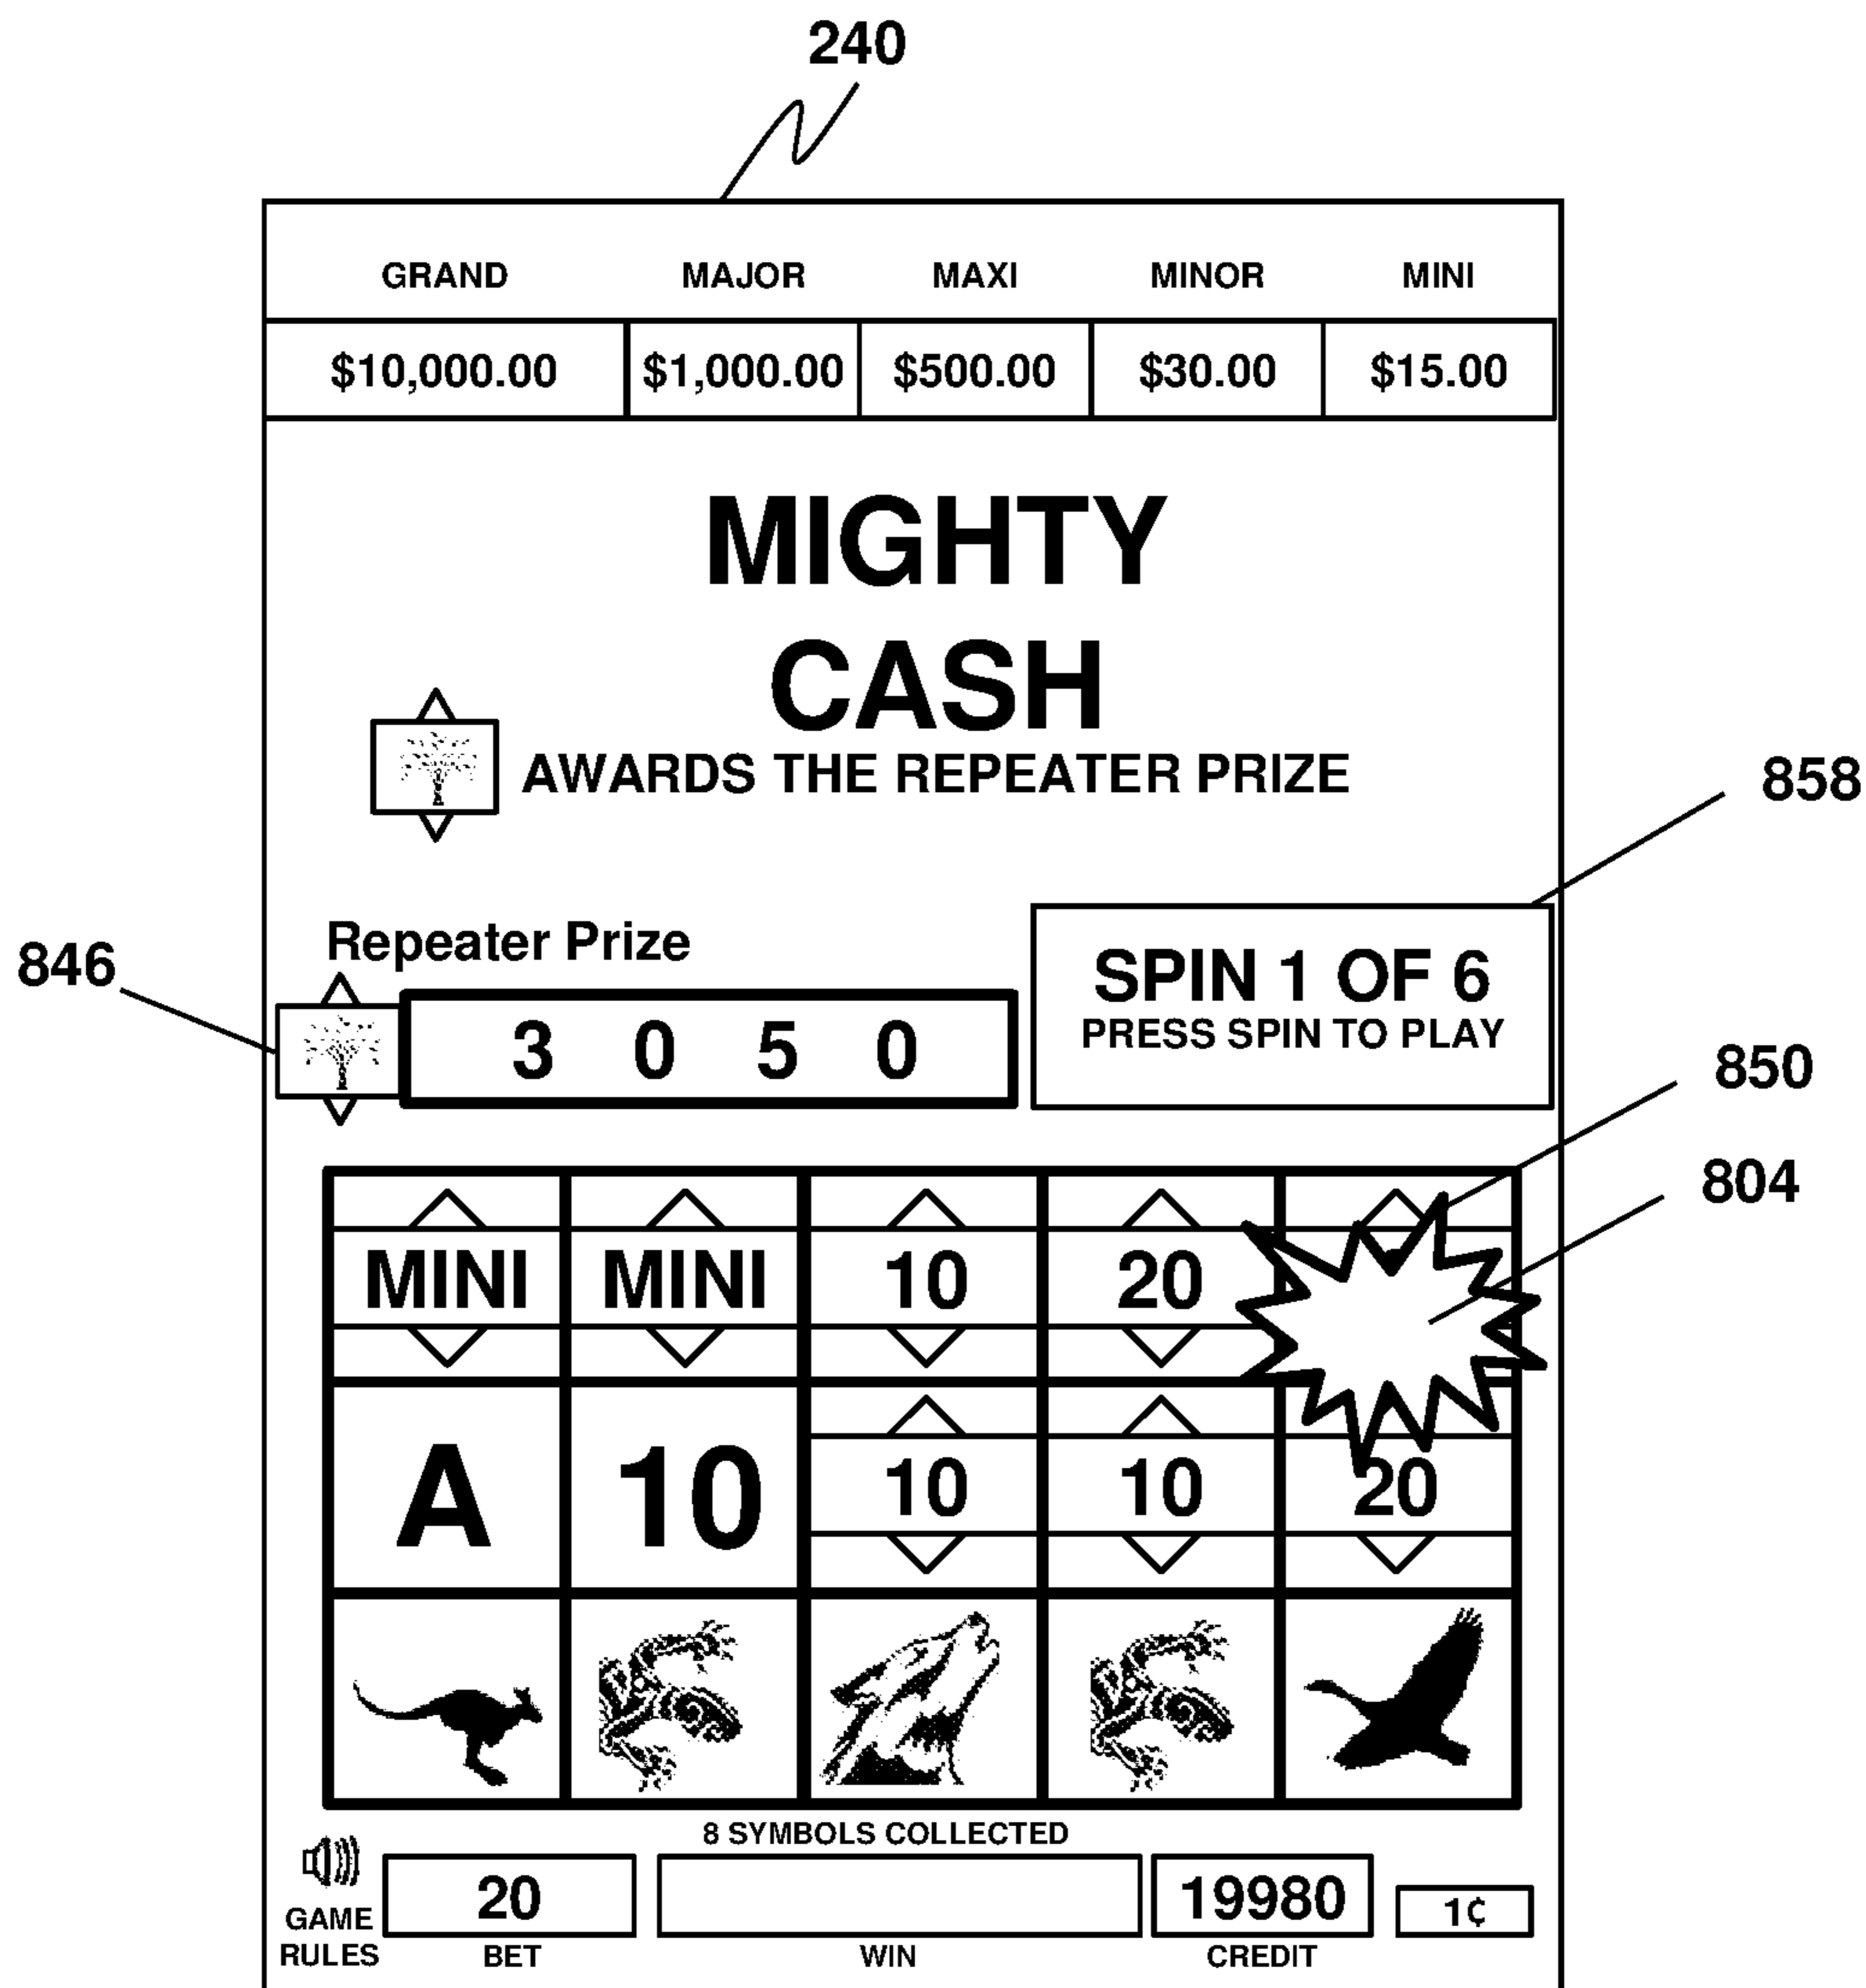 240
GRAND MAJOR MAXI MINOR MINI
$10,000.00 $1,000.00 $500.00 $30.00 $15.00
MIGHTY
CASH
AWARDS THE REPEATER PRIZE
858
Repeater Prize
846
3 0 5 0
SPIN 1 OF 6
PRESS SPIN TO PLAY
850
804
MINI MINI 10 20
A 10 10 10 20
8 SYMBOLS COLLECTED
20 19980 1¢
GAME
RULES BET WIN CREDIT